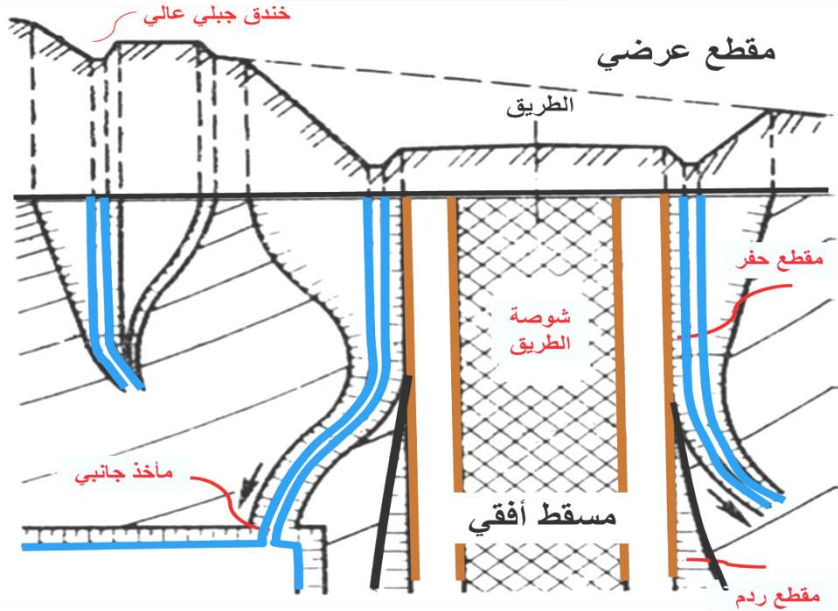 خندق جبلي عالي
مقطع عرضي
الطريق
مقطع حفر
شوصة
الطريق
مأخذ جانبي
مسقط أفقي
مقطع ردم